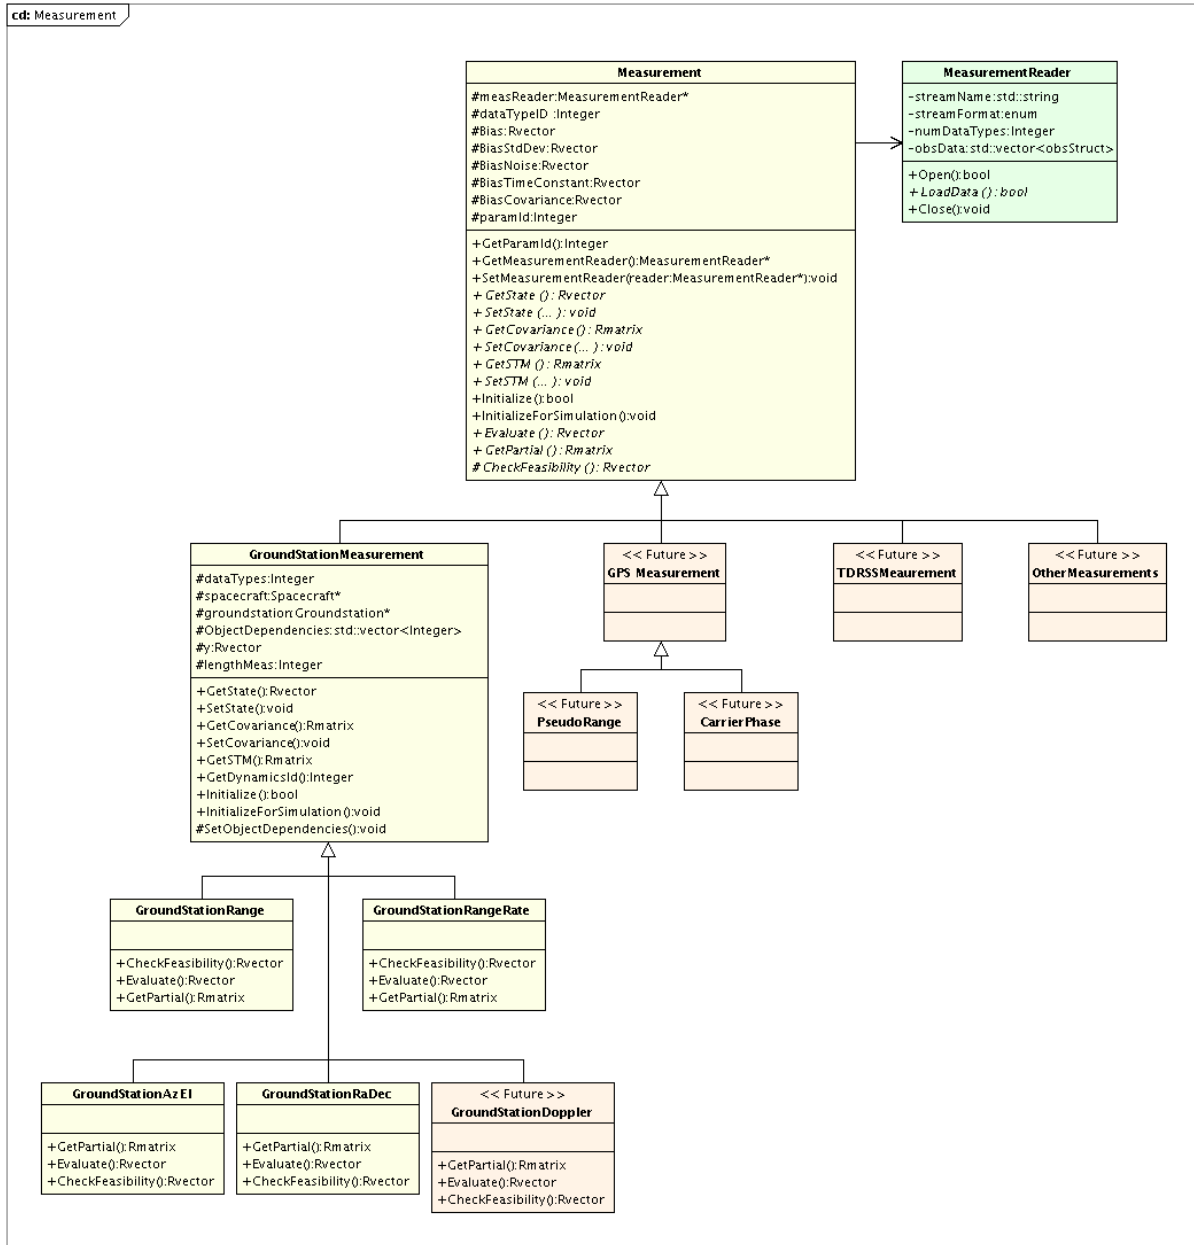 cd: Measurement
Measurement
#measReader:MeasurementReader*
#dataTypeID :Integer
#Bias:Rvector
#BiasStdDev:Rvector
#BiasNoise:Rvector
#BiasTimeConstant:Rvector
#BiasCovariance:Rvector
#paramId:Integer
+GetParamId():Integer
+GetMeasurementReader():MeasurementReader*
+SetMeasurementReader(reader:MeasurementReader*):void
+ GetState (): Rvector
+ SetState (... ): void
+ GetCovariance (): Rmatrix
+ SetCovariance (... ): void
+ GetSTM (): Rmatrix
+ SetSTM (... ): void
+Initialize():bool
+InitializeForSimulation():void
+ Evaluate (): Rvector
+ GetPartial (): Rmatrix
# CheckFeasibility (): Rvector
MeasurementReader
-streamName:std::string
-streamFormat:enum
-numDataTypes:Integer
-obsData:std::vector<obsStruct>
+Open():bool
+ LoadData (): bool
+Close():void
GroundStationMeasurement
#dataTypes:Integer
#spacecraft:Spacecraft*
#groundstation:Groundstation*
#ObjectDependencies:std::vector<Integer>
#y:Rvector
#lengthMeas:Integer
+GetState():Rvector
+SetState():void
+GetCovariance():Rmatrix
+SetCovariance():void
+GetSTM():Rmatrix
+GetDynamicsId():Integer
+Initialize():bool
+InitializeForSimulation():void
#SetObjectDependencies():void
<< Future >>
GPS Measurement
<< Future >>
TDRSSMeaurement
<< Future >>
OtherMeasurements
<< Future >>
PseudoRange
<< Future >>
CarrierPhase
GroundStationRange
+CheckFeasibility():Rvector
+Evaluate():Rvector
+GetPartial():Rmatrix
GroundStationRangeRate
+CheckFeasibility():Rvector
+Evaluate():Rvector
+GetPartial():Rmatrix
GroundStationAzEl
+GetPartial():Rmatrix
+Evaluate():Rvector
+CheckFeasibility():Rvector
GroundStationRaDec
+GetPartial():Rmatrix
+Evaluate():Rvector
+CheckFeasibility():Rvector
<< Future >>
GroundStationDoppler
+GetPartial():Rmatrix
+Evaluate():Rvector
+CheckFeasibility():Rvector